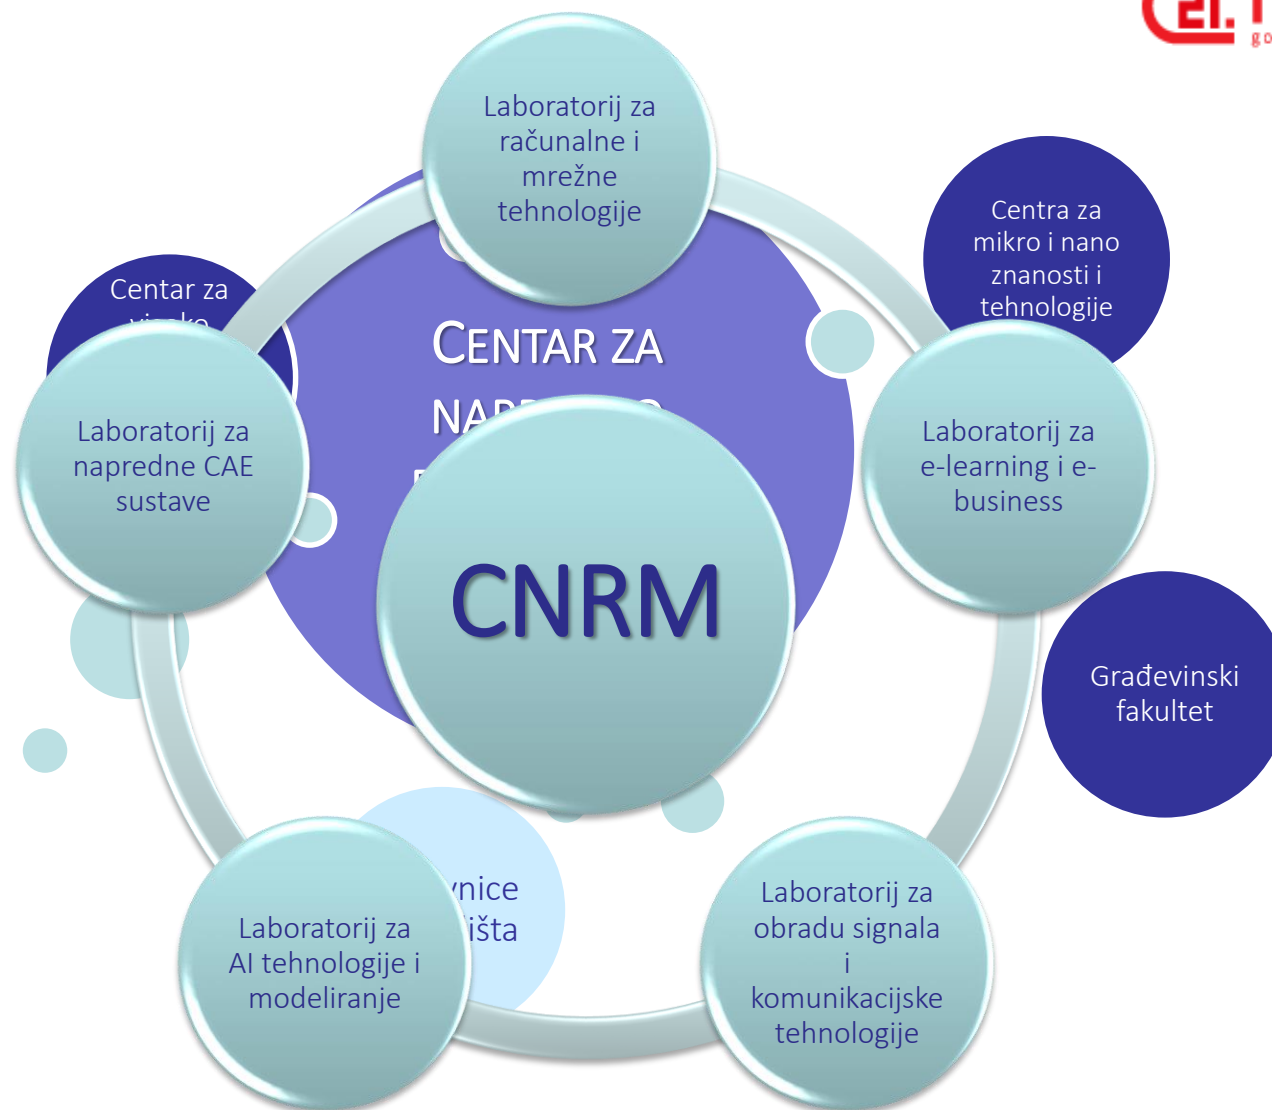 21.
go
Laboratorij za
računalne i
mrežne
tehnologije
Centra za
mikro i nano
znanosti i
tehnologije
Centar za
CENTAR ZA
Laboratorij za
napredne CAE
sustave
Laboratorij za
e-learning i e-
business
CNRM
Građevinski
fakultet
Laboratorij za
AI tehnologije i
modeliranje
Laboratorij za
obradu signala
i
komunikacijske
tehnologije